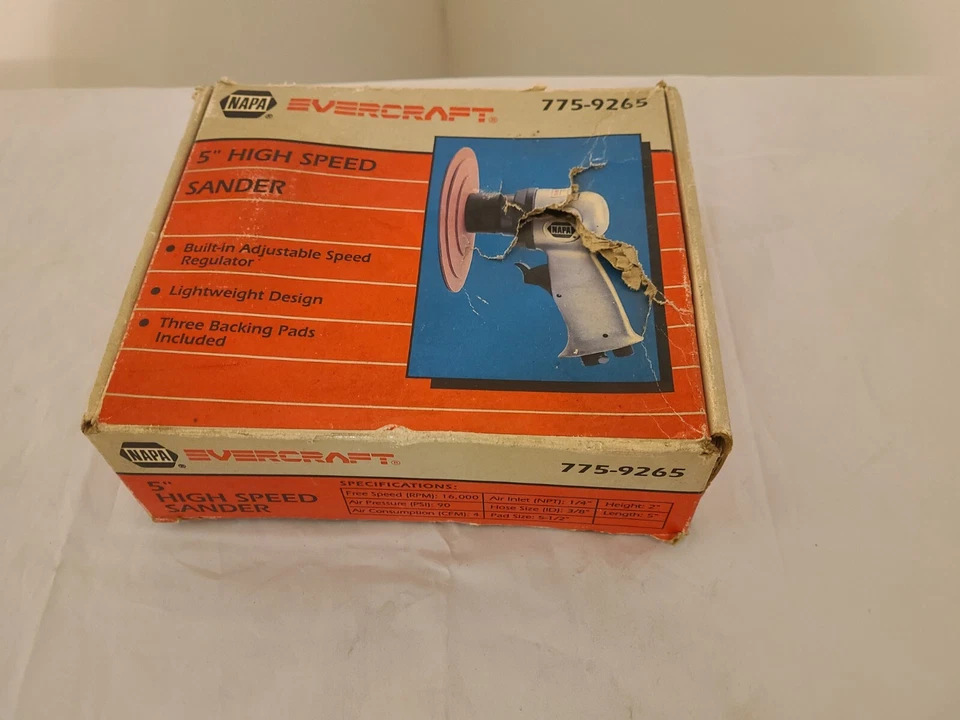 NAPA ® EVERCRAFT® 775-9265
5" HIGH SPEED
SANDER
• Built-in Adjustable Speed
Regulator
• Lightweight Design
• Three Backing Pads
Included
NAPA
NAPA ® EVERCRAFT® 775-9265
5"
HIGH SPEED
SANDER
SPECIFICATIONS:
Free Speed (RPM): 16,000 Air Inlet (NPT): 1/4" Height: 2"
Air Pressure (PSI): 90 Hose Size (ID): 3/8" Length: 5"
Air Consumption (CFM): 4 Pad Size: 5-1/2"